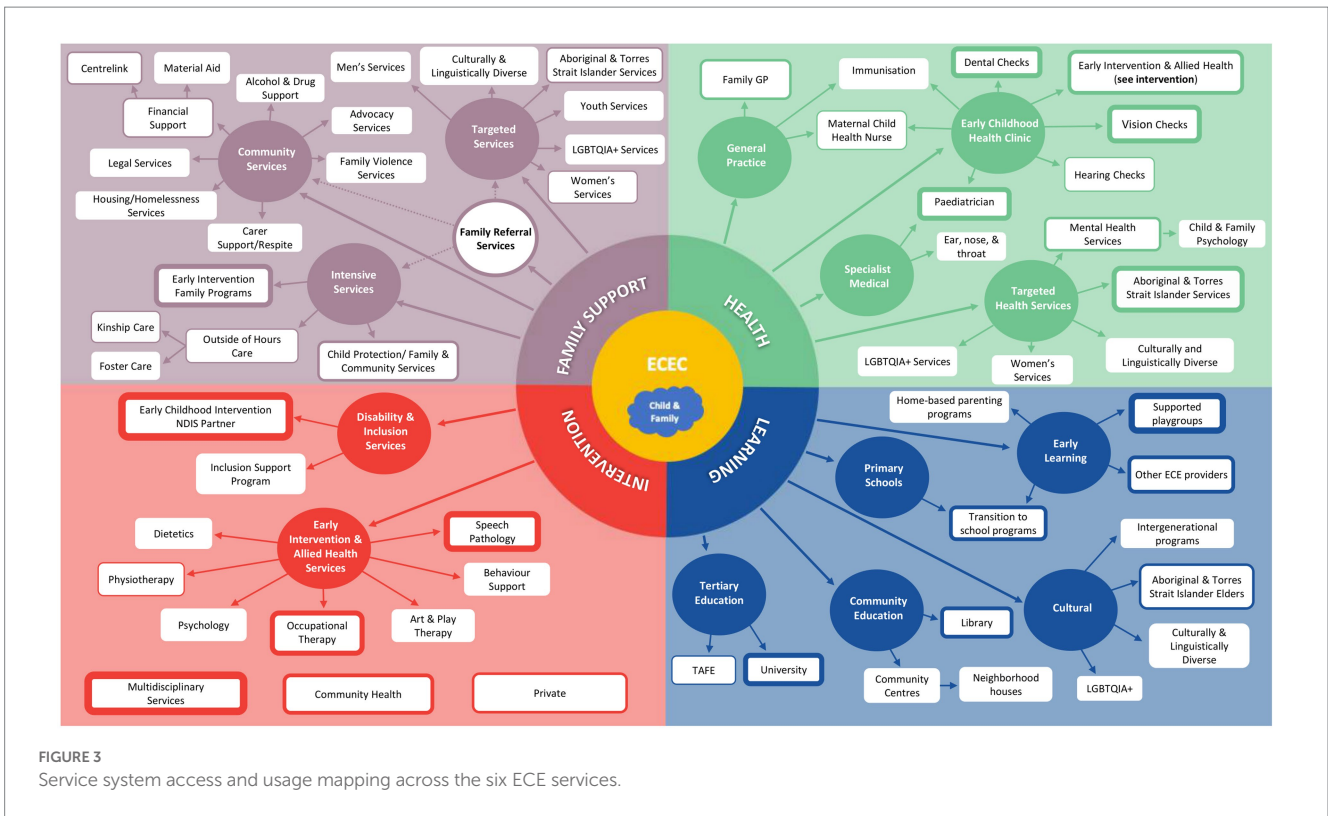 Centrelink
Material Aid
Alcohol & Drug
Support
Men's Services
Culturally &
Linguistically Diverse
Aboriginal & Torres
Strait Islander Services
Financial
Support
Advocacy
Services
Targeted
Services
Youth Services
Community
Services
Legal Services
Family Violence
Services
LGBTQIA+ Services
Women's
Services
Housing/Homelessness
Services
Carer
Support/Respite
Family Referral
Services
Early Intervention
Family Programs
Intensive
Services
Kinship Care
Outside of Hours
Care
Foster Care
Child Protection/ Family &
Community Services
FAMILY SUPPORT
Family GP
Immunisation
Dental Checks
Early Intervention & Allied Health
(see intervention)
General
Practice
Maternal Child
Health Nurse
Early Childhood
Health Clinic
Vision Checks
Hearing Checks
Paediatrician
Ear, nose, &
throat
Specialist
Medical
Mental Health
Services
Child & Family
Psychology
Targeted
Health Services
Aboriginal & Torres
Strait Islander Services
LGBTQIA+ Services
Women's
Services
Culturally and
Linguistically Diverse
HEALTH
ECEC
Child &
Family
INTERVENTION
LEARNING
Early Childhood Intervention
NDIS Partner
Disability &
Inclusion
Services
Inclusion Support
Program
Dietetics
Early
Intervention &
Allied Health
Services
Speech
Pathology
Physiotherapy
Behaviour
Support
Psychology
Occupational
Therapy
Art & Play
Therapy
Multidisciplinary
Services
Community Health
Private
Home-based parenting
programs
Supported
playgroups
Early
Learning
Primary
Schools
Other ECE providers
Transition to
school programs
Intergenerational
programs
Tertiary
Education
Community
Education
Library
Cultural
Aboriginal & Torres
Strait Islander Elders
Culturally &
Linguistically
Diverse
TAFE
University
Community
Centres
Neighborhood
houses
LGBTQIA+
FIGURE 3
Service system access and usage mapping across the six ECE services.